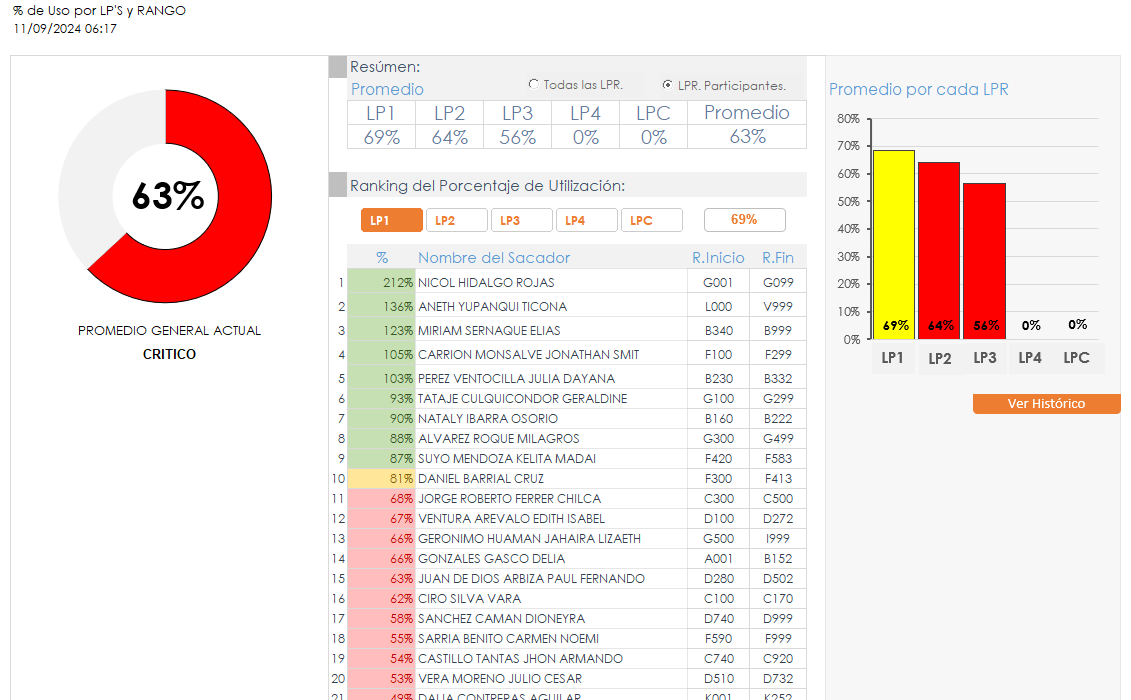 % de Uso por LP'S y RANGO
11/09/2024 06:17
63%
PROMEDIO GENERAL ACTUAL
CRITICO
Resúmen:
Promedio
Todas las LPR. LPR. Participantes.
LP1 LP2 LP3 LP4 LPC Promedio
69% 64% 56% 0% 0% 63%
Ranking del Porcentaje de Utilización:
LP1 LP2 LP3 LP4 LPC 69%
% Nombre del Sacador R.Inicio R.Fin
1 212% NICOL HIDALGO ROJAS G001 G099
2 136% ANETH YUPANQUI TICONA L000 V999
3 123% MIRIAM SERNAQUE ELIAS B340 B999
4 105% CARRION MONSALVE JONATHAN SMIT F100 F299
5 103% PEREZ VENTOCILLA JULIA DAYANA B230 B332
6 93% TATAJE CULQUICONDOR GERALDINE G100 G299
7 90% NATALY IBARRA OSORIO B160 B222
8 88% ALVAREZ ROQUE MILAGROS G300 G499
9 87% SUYO MENDOZA KELITA MADAI F420 F583
10 81% DANIEL BARRIAL CRUZ F300 F413
11 68% JORGE ROBERTO FERRER CHILCA C300 C500
12 67% VENTURA AREVALO EDITH ISABEL D100 D272
13 66% GERONIMO HUAMAN JAHAIRA LIZAETH G500 I999
14 66% GONZALES GASCO DELIA A001 B152
15 63% JUAN DE DIOS ARBIZA PAUL FERNANDO D280 D502
16 62% CIRO SILVA VARA C100 C170
17 58% SANCHEZ CAMAN DIONEYRA D740 D999
18 55% SARRIA BENITO CARMEN NOEMI F590 F999
19 54% CASTILLO TANTAS JHON ARMANDO C740 C920
20 53% VERA MORENO JULIO CESAR D510 D732
21 49% DALIA CONTRERAS AGUILAR K001 K252
Promedio por cada LPR
80%
70%
60%
50%
40%
30%
20%
10%
0%
69% 64% 56% 0% 0%
LP1 LP2 LP3 LP4 LPC
Ver Histórico